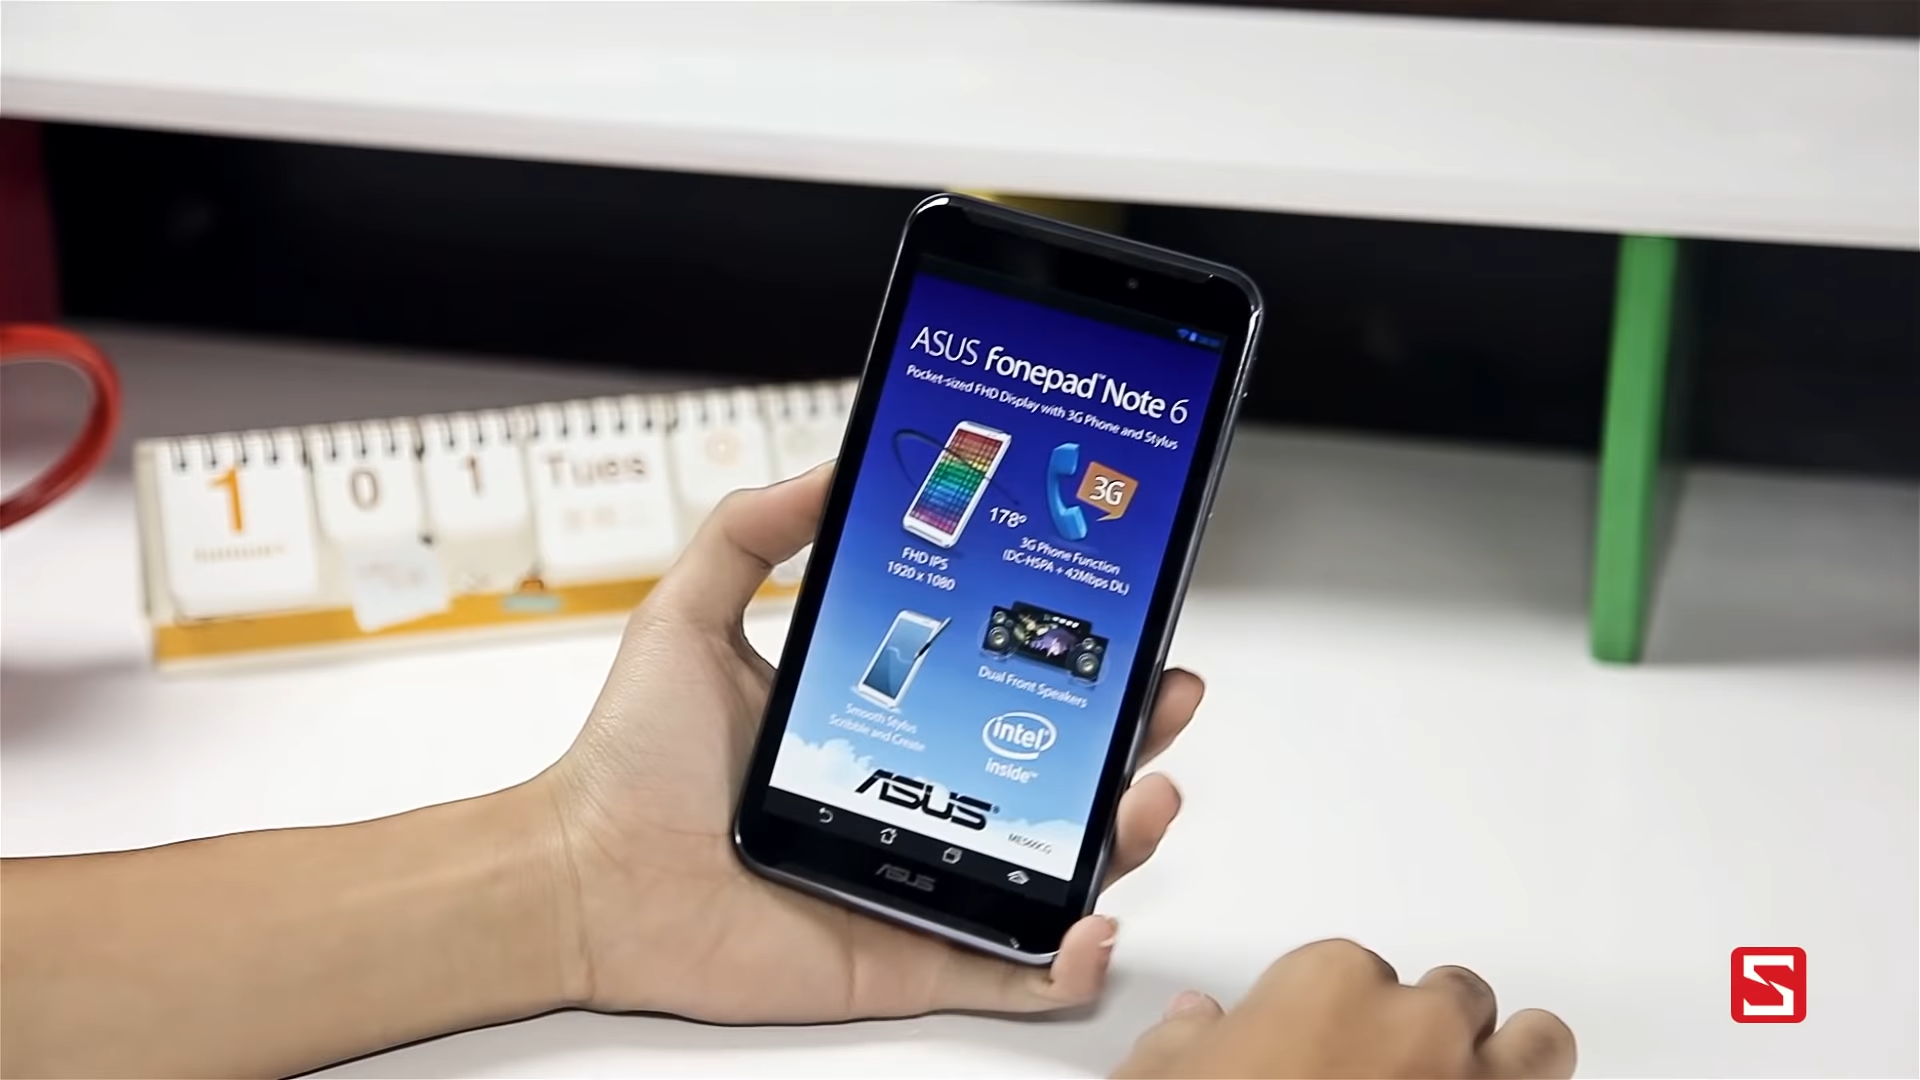 1
0
1
Tues
ASUS fonepad™ Note 6
Pocket-sized FHD Display with 3G Phone and Stylus
178°
3G
FHD IPS
1920 x 1080
3G Phone Function
(DC-HSPA + 42Mbps DL)
Smooth Stylus
Scribble and Create
Dual Front Speakers
intel®
inside™
ASUS®
ME560CG
ASUS
S